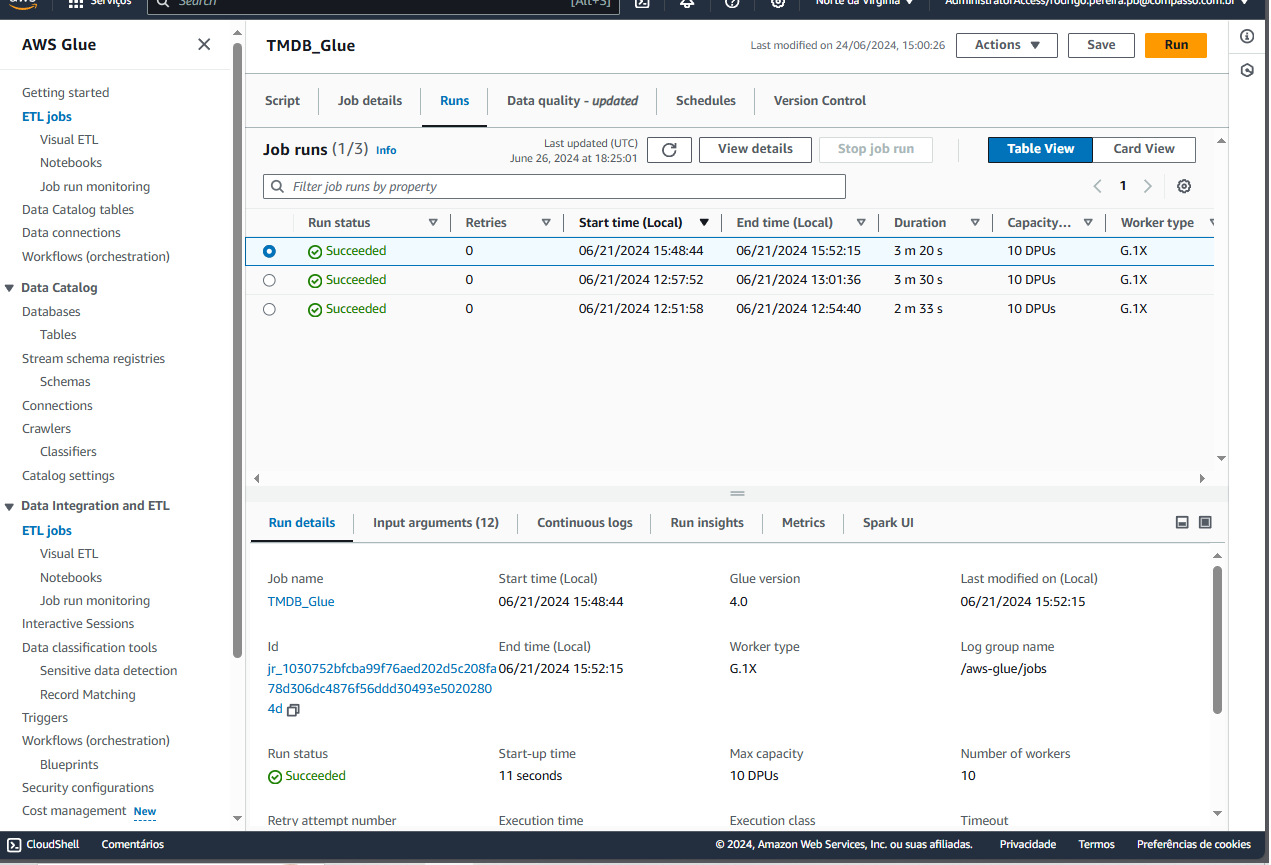 aws
Serviços
Search
[Alt+S]
Norte da Virgínia
AdministratorAccess/rodrigo.pereira.pb@compasso.com.br
AWS Glue
TMDB_Glue
Last modified on 24/06/2024, 15:00:26
Actions
Save
Run
Getting started
ETL jobs
Visual ETL
Notebooks
Job run monitoring
Data Catalog tables
Data connections
Workflows (orchestration)
Data Catalog
Databases
Tables
Stream schema registries
Schemas
Connections
Crawlers
Classifiers
Catalog settings
Data Integration and ETL
ETL jobs
Visual ETL
Notebooks
Job run monitoring
Interactive Sessions
Data classification tools
Sensitive data detection
Record Matching
Triggers
Workflows (orchestration)
Blueprints
Security configurations
Cost management New
Script
Job details
Runs
Data quality - updated
Schedules
Version Control
Job runs (1/3) Info
Last updated (UTC)
June 26, 2024 at 18:25:01
View details
Stop job run
Table View
Card View
Filter job runs by property
1
Run status Retries Start time (Local) End time (Local) Duration Capacity... Worker type
Succeeded 0 06/21/2024 15:48:44 06/21/2024 15:52:15 3 m 20 s 10 DPUs G.1X
Succeeded 0 06/21/2024 12:57:52 06/21/2024 13:01:36 3 m 30 s 10 DPUs G.1X
Succeeded 0 06/21/2024 12:51:58 06/21/2024 12:54:40 2 m 33 s 10 DPUs G.1X
Run details
Input arguments (12)
Continuous logs
Run insights
Metrics
Spark UI
Job name
TMDB_Glue
Start time (Local)
06/21/2024 15:48:44
Glue version
4.0
Last modified on (Local)
06/21/2024 15:52:15
Id
jr_1030752bfcba99f76aed202d5c208fa
78d306dc4876f56ddd30493e5020280
4d
End time (Local)
06/21/2024 15:52:15
Worker type
G.1X
Log group name
/aws-glue/jobs
Run status
Succeeded
Start-up time
11 seconds
Max capacity
10 DPUs
Number of workers
10
Retry attempt number
Execution time
Execution class
Timeout
CloudShell
Comentários
© 2024, Amazon Web Services, Inc. ou suas afiliadas.
Privacidade
Termos
Preferências de cookies